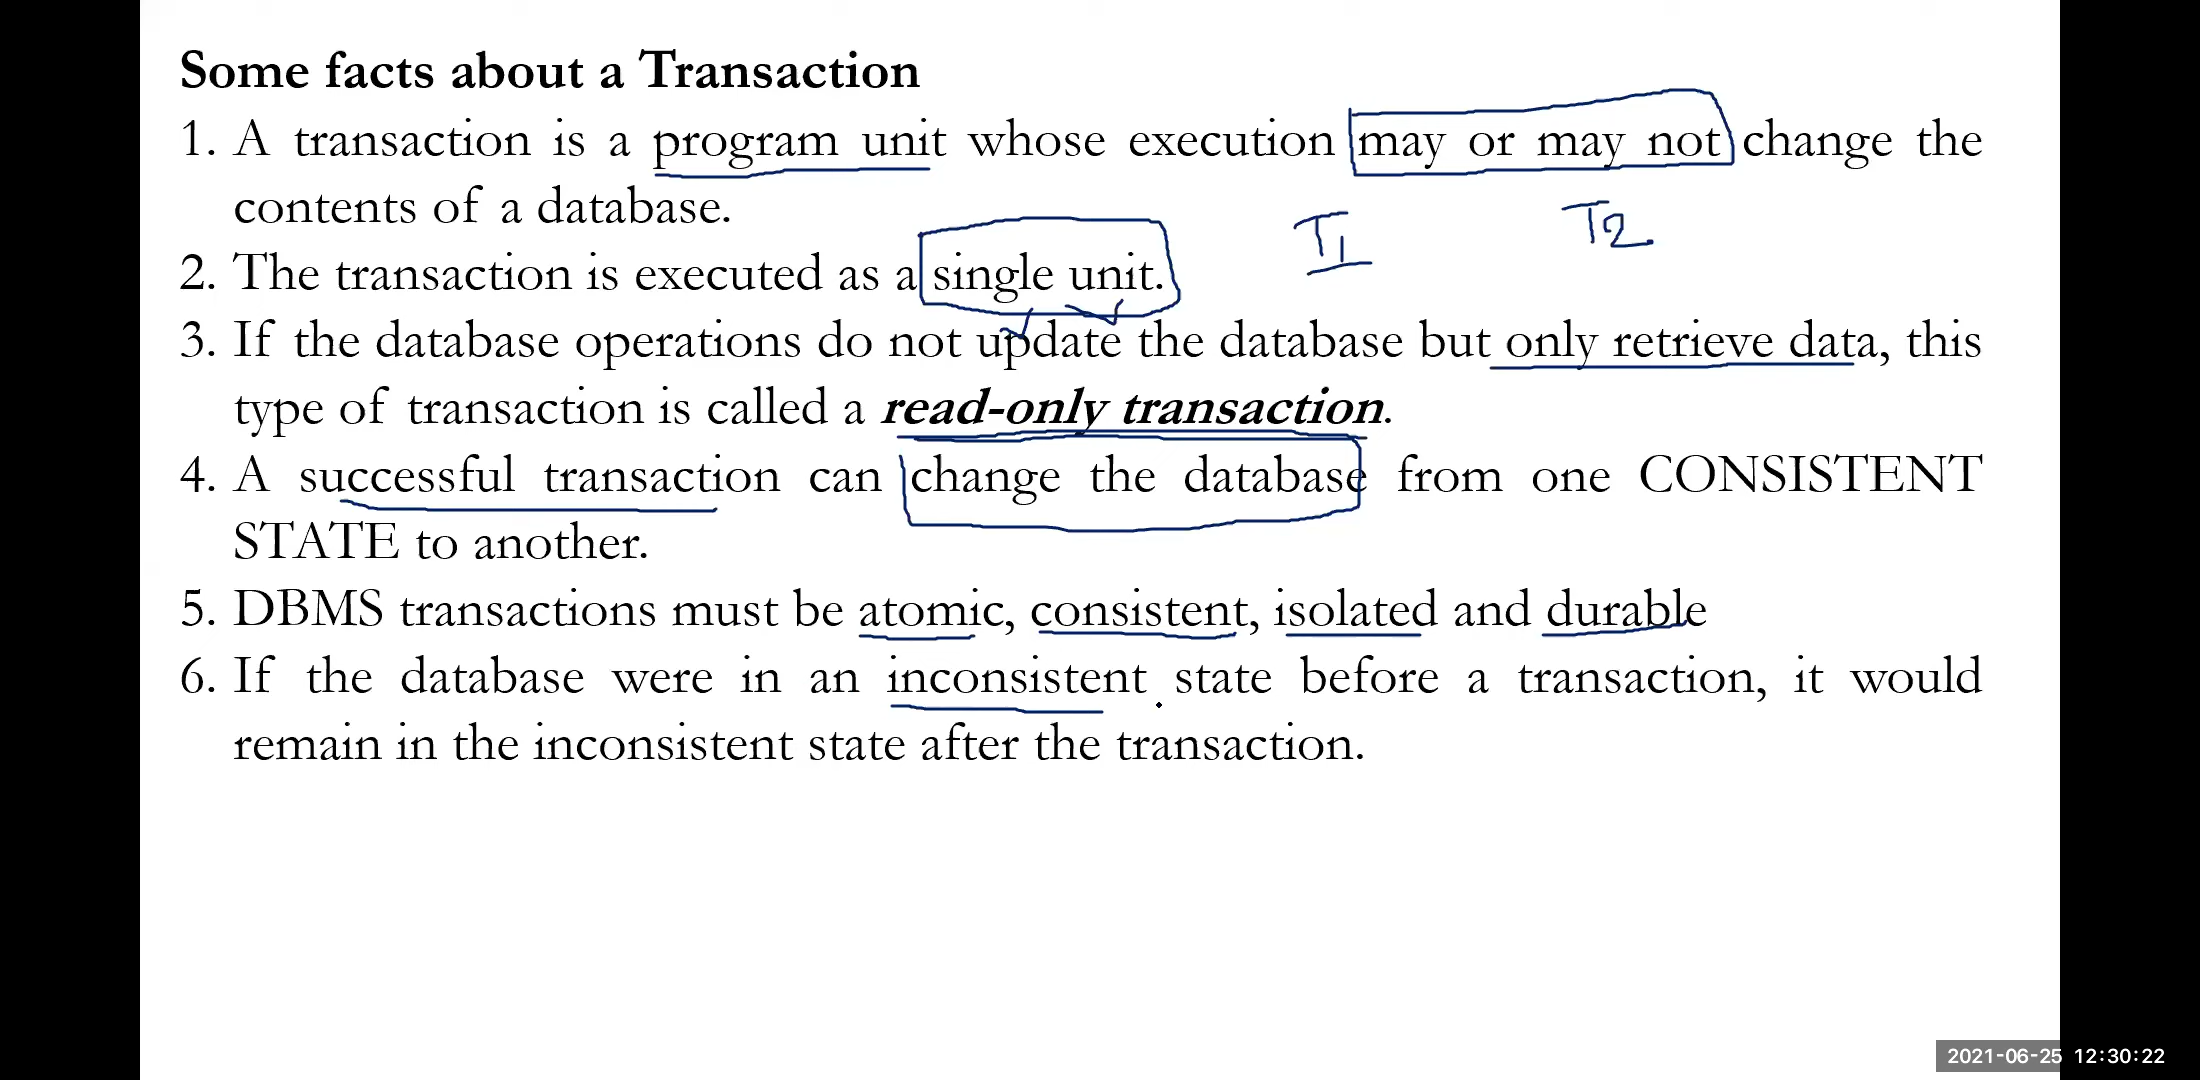 Some facts about a Transaction
1. A transaction is a program unit whose execution may or may not change the
contents of a database.
T1 T2
2. The transaction is executed as a single unit.
3. If the database operations do not update the database but only retrieve data, this
type of transaction is called a read-only transaction.
4. A successful transaction can change the database from one CONSISTENT
STATE to another.
5. DBMS transactions must be atomic, consistent, isolated and durable
6. If the database were in an inconsistent state before a transaction, it would
remain in the inconsistent state after the transaction.
2021-06-25 12:30:22